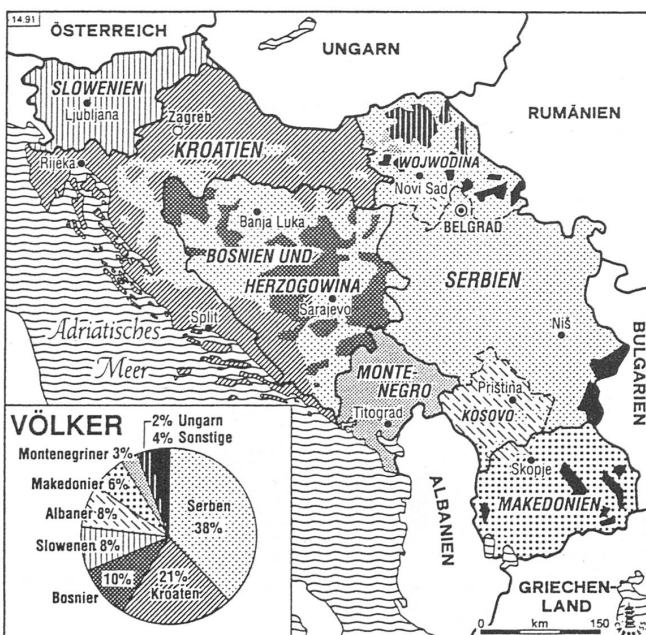 14.91
ÖSTERREICH
UNGARN
RUMÄNIEN
SLOWENIEN
Ljubljana
Zagreb
KROATIEN
Rijeka
WOJWODINA
Novi Sad
BELGRAD
Banja Luka
BOSNIEN UND
HERZOGOWINA
Sarajevo
SERBIEN
Split
Niš
Adriatisches
Meer
BULGARIEN
MONTE-
NEGRO
Titograd
Priština
KOSOVO
Skopje
MAKEDONIEN
ALBANIEN
GRIECHEN-
LAND
0 km 150
VÖLKER
2% Ungarn
4% Sonstige
Montenegriner 3%
Makedonier 6%
Albaner 8%
Slowenen 8%
10%
Bosnier
21%
Kroaten
Serben
38%